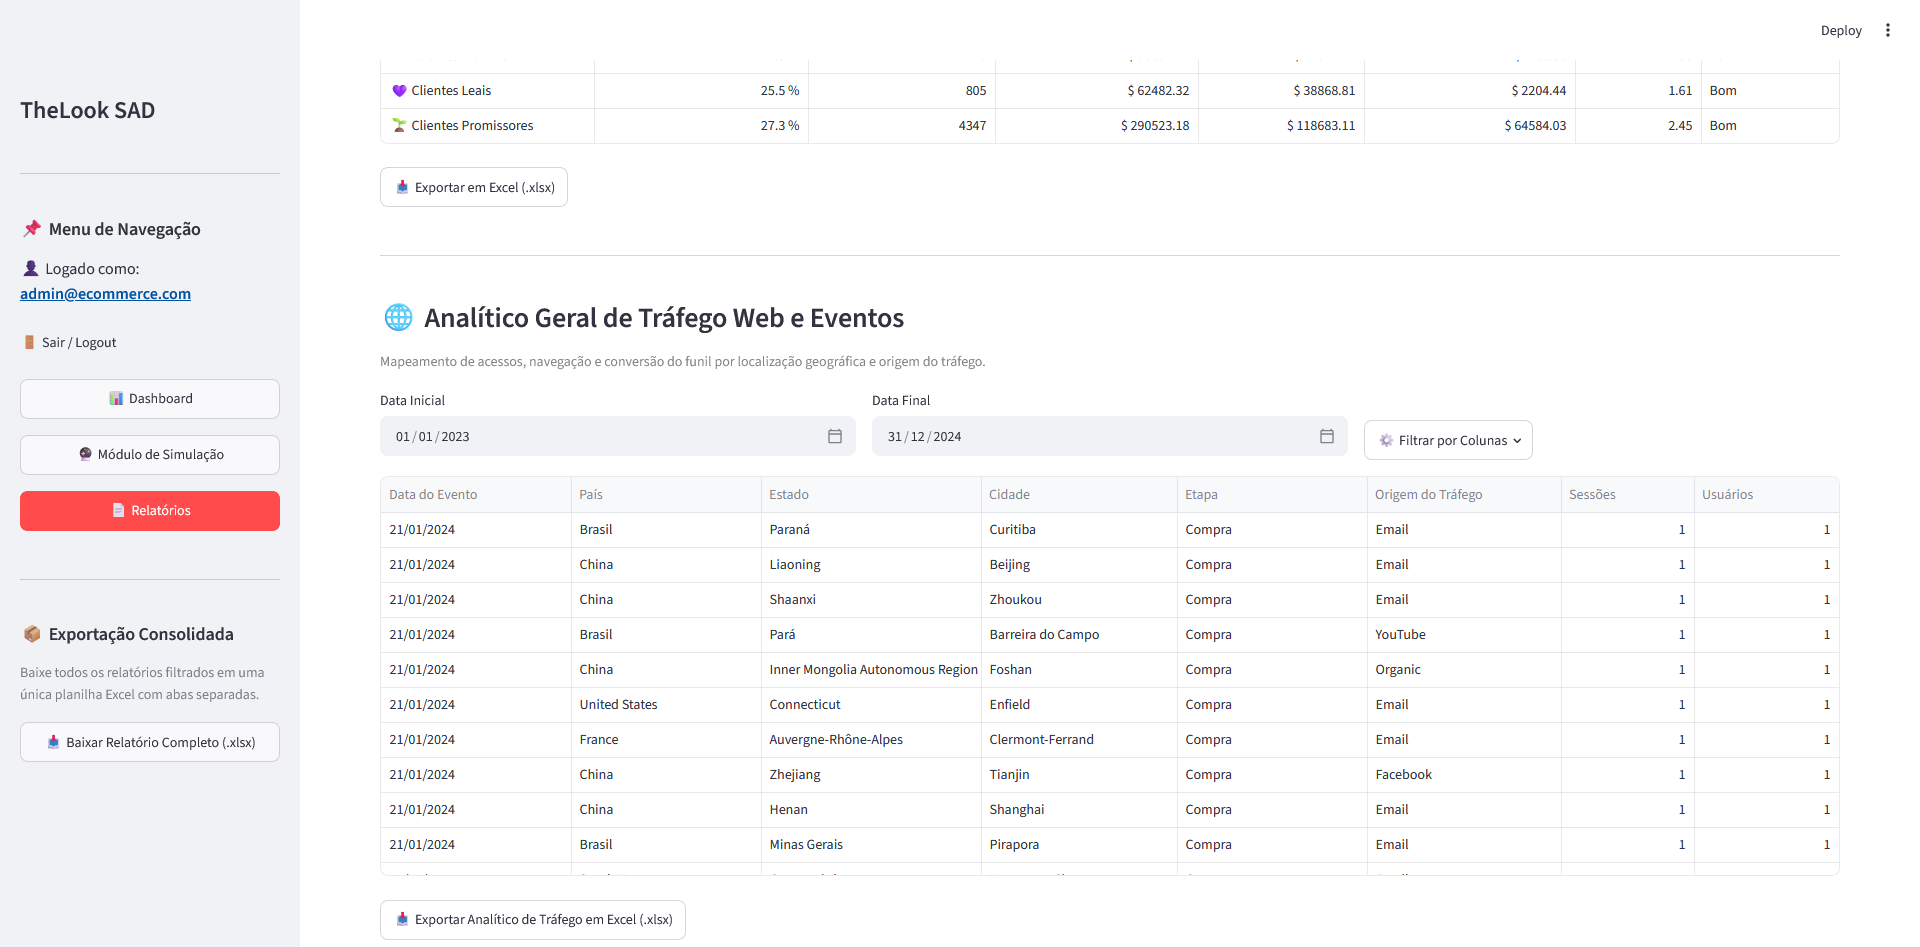 Deploy
TheLook SAD
Menu de Navegação
Logado como:
admin@ecommerce.com
Sair / Logout
Dashboard
Módulo de Simulação
Relatórios
Exportação Consolidada
Baixe todos os relatórios filtrados em uma
única planilha Excel com abas separadas.
Baixar Relatório Completo (.xlsx)
Clientes Leais 25.5 % 805 $ 62482.32 $ 38868.81 $ 2204.44 1.61 Bom
Clientes Promissores 27.3 % 4347 $ 290523.18 $ 118683.11 $ 64584.03 2.45 Bom
Exportar em Excel (.xlsx)
Analítico Geral de Tráfego Web e Eventos
Mapeamento de acessos, navegação e conversão do funil por localização geográfica e origem do tráfego.
Data Inicial Data Final
01/01/2023 31/12/2024 Filtrar por Colunas
Data do Evento País Estado Cidade Etapa Origem do Tráfego Sessões Usuários
21/01/2024 Brasil Paraná Curitiba Compra Email 1 1
21/01/2024 China Liaoning Beijing Compra Email 1 1
21/01/2024 China Shaanxi Zhoukou Compra Email 1 1
21/01/2024 Brasil Pará Barreira do Campo Compra YouTube 1 1
21/01/2024 China Inner Mongolia Autonomous Region Foshan Compra Organic 1 1
21/01/2024 United States Connecticut Enfield Compra Email 1 1
21/01/2024 France Auvergne-Rhône-Alpes Clermont-Ferrand Compra Email 1 1
21/01/2024 China Zhejiang Tianjin Compra Facebook 1 1
21/01/2024 China Henan Shanghai Compra Email 1 1
21/01/2024 Brasil Minas Gerais Pirapora Compra Email 1 1
Exportar Analítico de Tráfego em Excel (.xlsx)